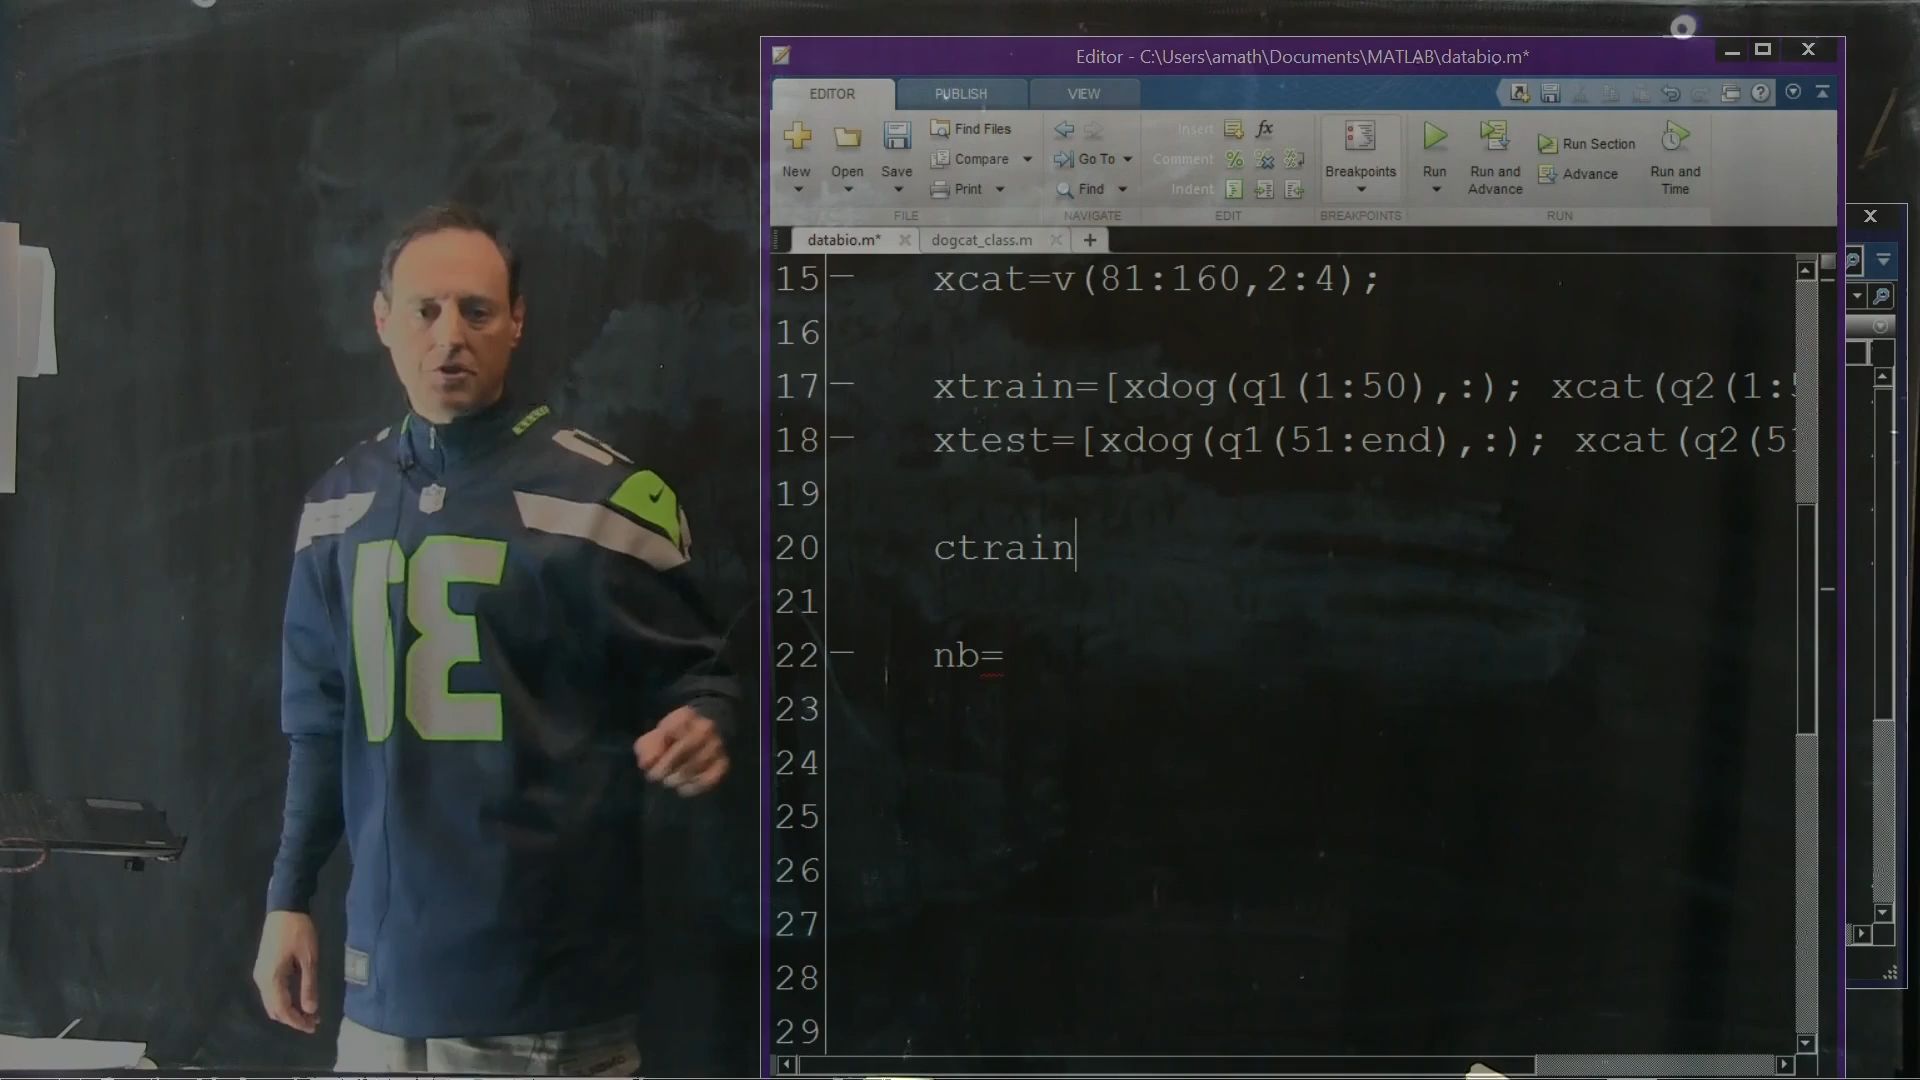 Editor - C:\Users\amath\Documents\MATLAB\databio.m*
EDITOR PUBLISH VIEW
New Open Save Find Files Compare Print Go To Find Insert Comment Indent fx Breakpoints Run Run and Advance Run Section Advance Run and Time
FILE NAVIGATE EDIT BREAKPOINTS RUN
databio.m* dogcat_class.m
15 xcat=v(81:160,2:4);
16
17 xtrain=[xdog(q1(1:50),:); xcat(q2(1:5
18 xtest=[xdog(q1(51:end),:); xcat(q2(51
19
20 ctrain
21
22 nb=
23
24
25
26
27
28
29